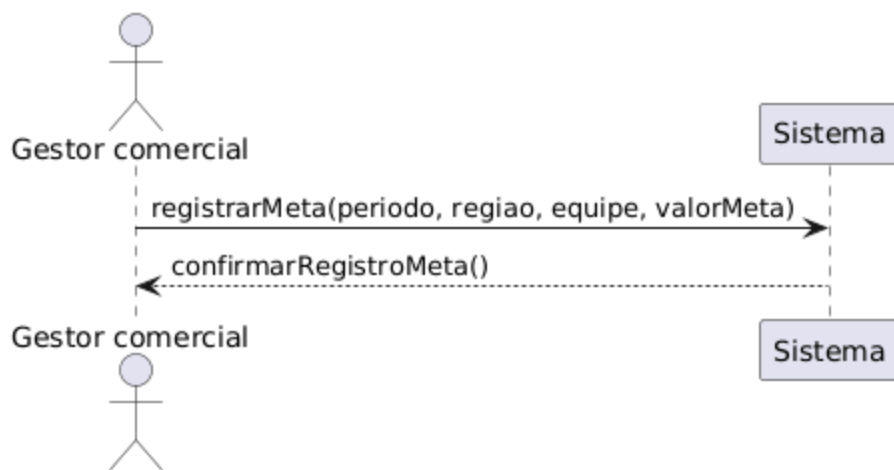 Gestor comercial
Sistema
registrarMeta(periodo, regiao, equipe, valorMeta)
confirmarRegistroMeta()
Gestor comercial
Sistema